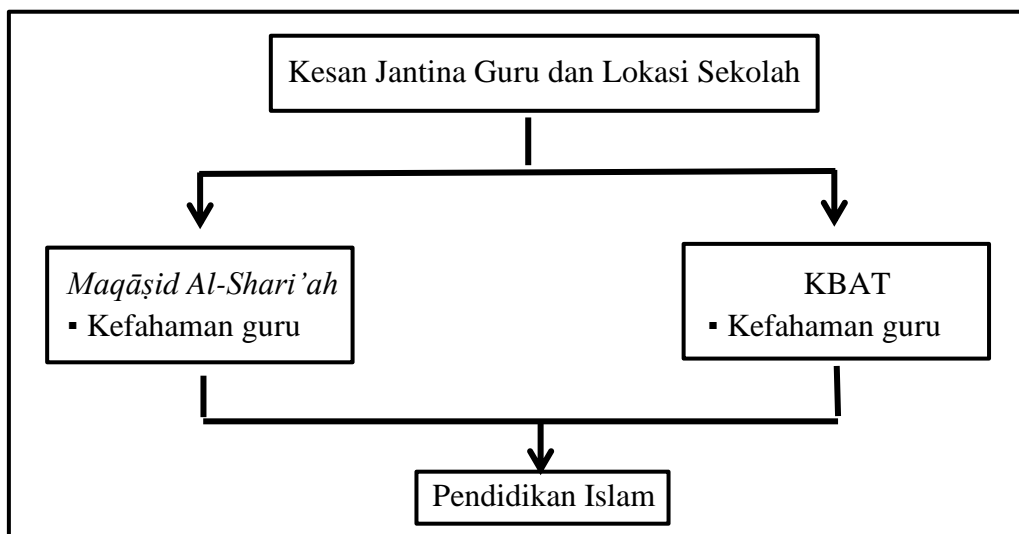 Kesan Jantina Guru dan Lokasi Sekolah
Maqāṣid Al-Shari’ah
▪ Kefahaman guru
KBAT
▪ Kefahaman guru
Pendidikan Islam